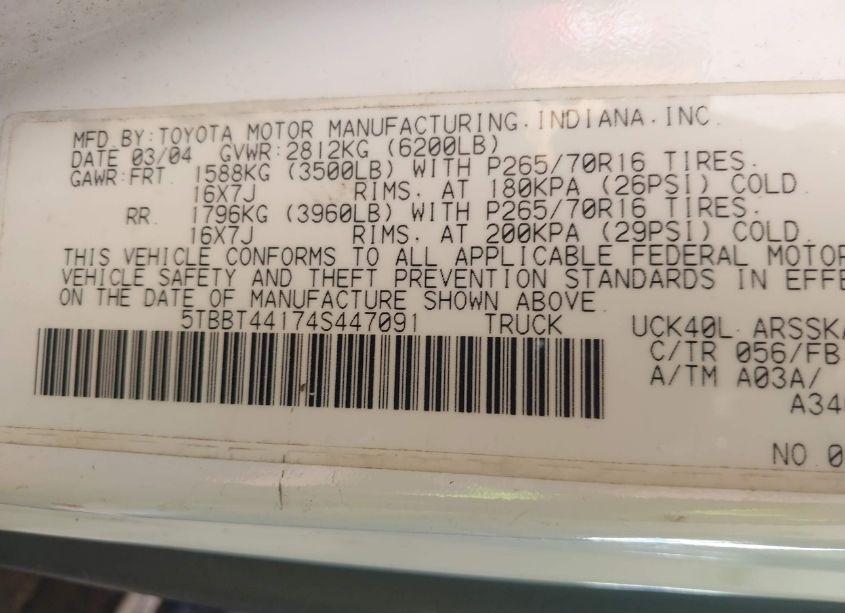 MFD BY:TOYOTA MOTOR MANUFACTURING.INDIANA.INC.
DATE 03/04 GVWR:2812KG (6200LB)
GAWR:FRT. 1588KG (3500LB) WITH P265/70R16 TIRES.
16X7J RIMS. AT 180KPA (26PSI) COLD.
RR. 1796KG (3960LB) WITH P265/70R16 TIRES.
16X7J RIMS. AT 200KPA (29PSI) COLD.
THIS VEHICLE CONFORMS TO ALL APPLICABLE FEDERAL MOTOR
VEHICLE SAFETY AND THEFT PREVENTION STANDARDS IN EFFE
ON THE DATE OF MANUFACTURE SHOWN ABOVE.
5TBBT44174S447091 TRUCK UCK40L ARSSKA
C/TR 056/FB
A/TM A03A/
A340
NO 0